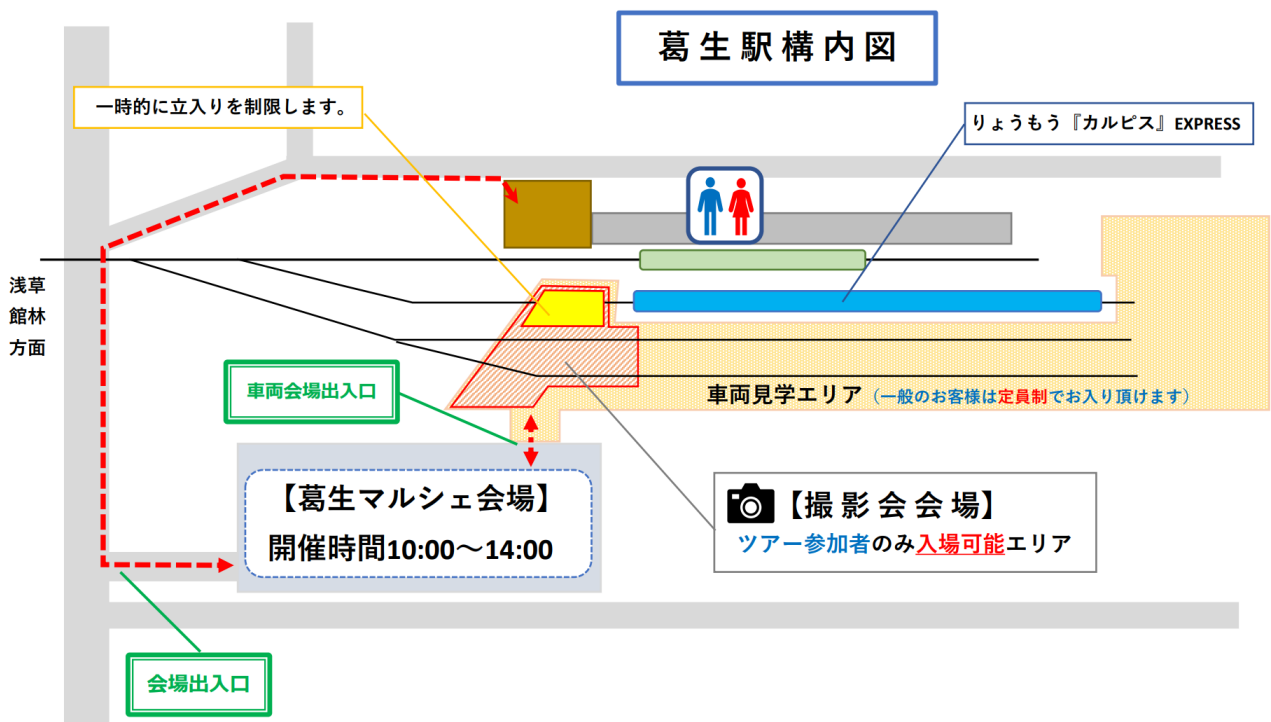 葛生駅構内図
一時的に立入りを制限します。
りょうもう『カルピス』EXPRESS
浅草
館林
方面
車両会場出入口
車両見学エリア（一般のお客様は定員制でお入り頂けます）
【葛生マルシェ会場】
開催時間10:00～14:00
【撮影会会場】
ツアー参加者のみ入場可能エリア
会場出入口